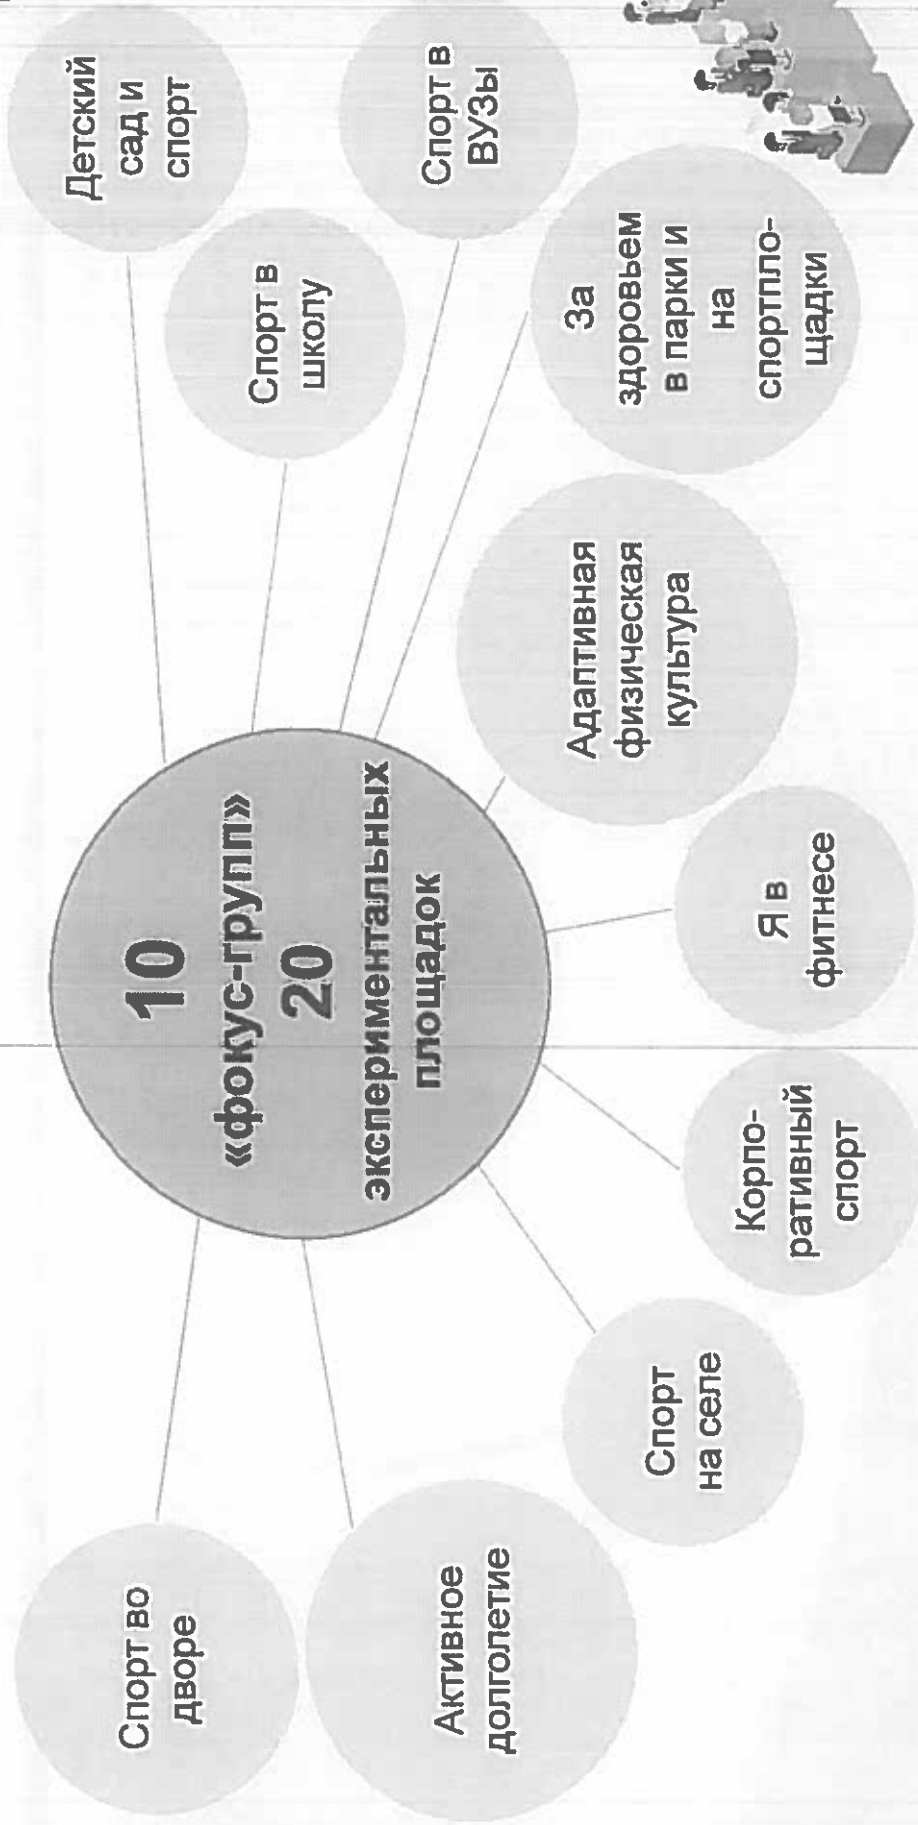 10
«фокус-групп»
20
экспериментальных
площадок
Спорт во
дворе
Активное
долголетие
Спорт
на селе
Корпо-
ративный
спорт
Я в
фитнесе
Адаптивная
физическая
культура
За
здоровьем
в парки и
на
спортпло-
щадки
Спорт в
ВУЗы
Спорт в
школу
Детский
сад и
спорт